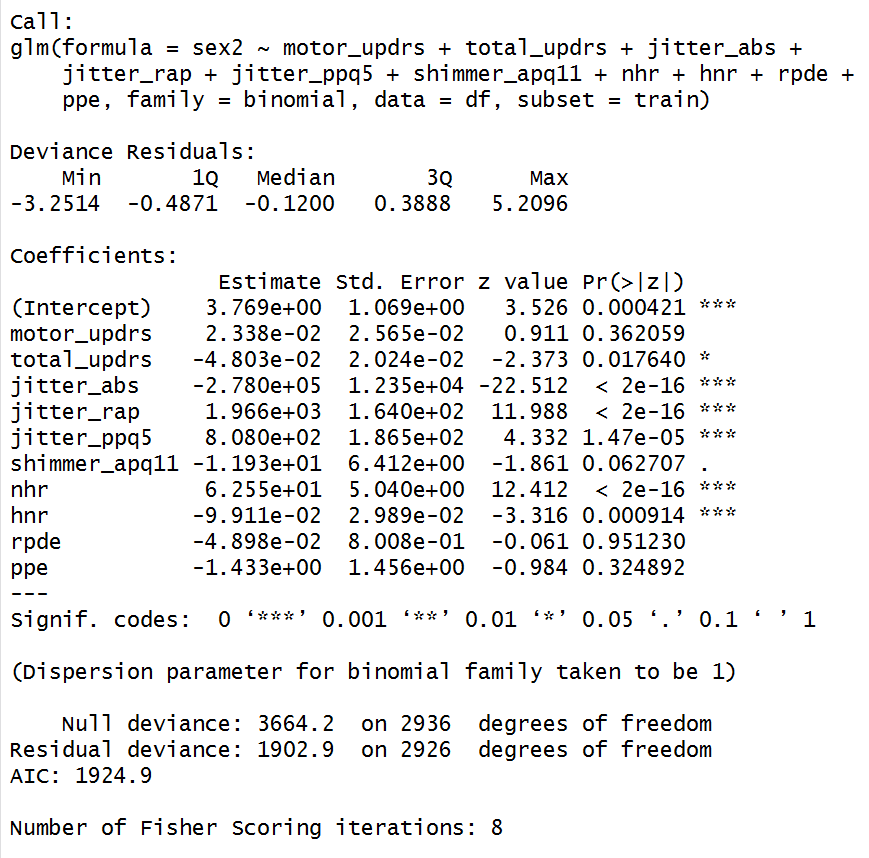 Call:
glm(formula = sex2 ~ motor_updrs + total_updrs + jitter_abs +
    jitter_rap + jitter_ppq5 + shimmer_apq11 + nhr + hnr + rpde +
    ppe, family = binomial, data = df, subset = train)

Deviance Residuals:
    Min       1Q   Median       3Q      Max
-3.2514  -0.4871  -0.1200   0.3888   5.2096

Coefficients:
                Estimate Std. Error z value Pr(>|z|)
(Intercept)    3.769e+00  1.069e+00   3.526 0.000421 ***
motor_updrs    2.338e-02  2.565e-02   0.911 0.362059
total_updrs   -4.803e-02  2.024e-02  -2.373 0.017640 *
jitter_abs    -2.780e+05  1.235e+04 -22.512  < 2e-16 ***
jitter_rap     1.966e+03  1.640e+02  11.988  < 2e-16 ***
jitter_ppq5    8.080e+02  1.865e+02   4.332 1.47e-05 ***
shimmer_apq11 -1.193e+01  6.412e+00  -1.861 0.062707 .
nhr            6.255e+01  5.040e+00  12.412  < 2e-16 ***
hnr           -9.911e-02  2.989e-02  -3.316 0.000914 ***
rpde          -4.898e-02  8.008e-01  -0.061 0.951230
ppe           -1.433e+00  1.456e+00  -0.984 0.324892
---
Signif. codes:  0 ‘***’ 0.001 ‘**’ 0.01 ‘*’ 0.05 ‘.’ 0.1 ‘ ’ 1

(Dispersion parameter for binomial family taken to be 1)

    Null deviance: 3664.2  on 2936  degrees of freedom
Residual deviance: 1902.9  on 2926  degrees of freedom
AIC: 1924.9

Number of Fisher Scoring iterations: 8